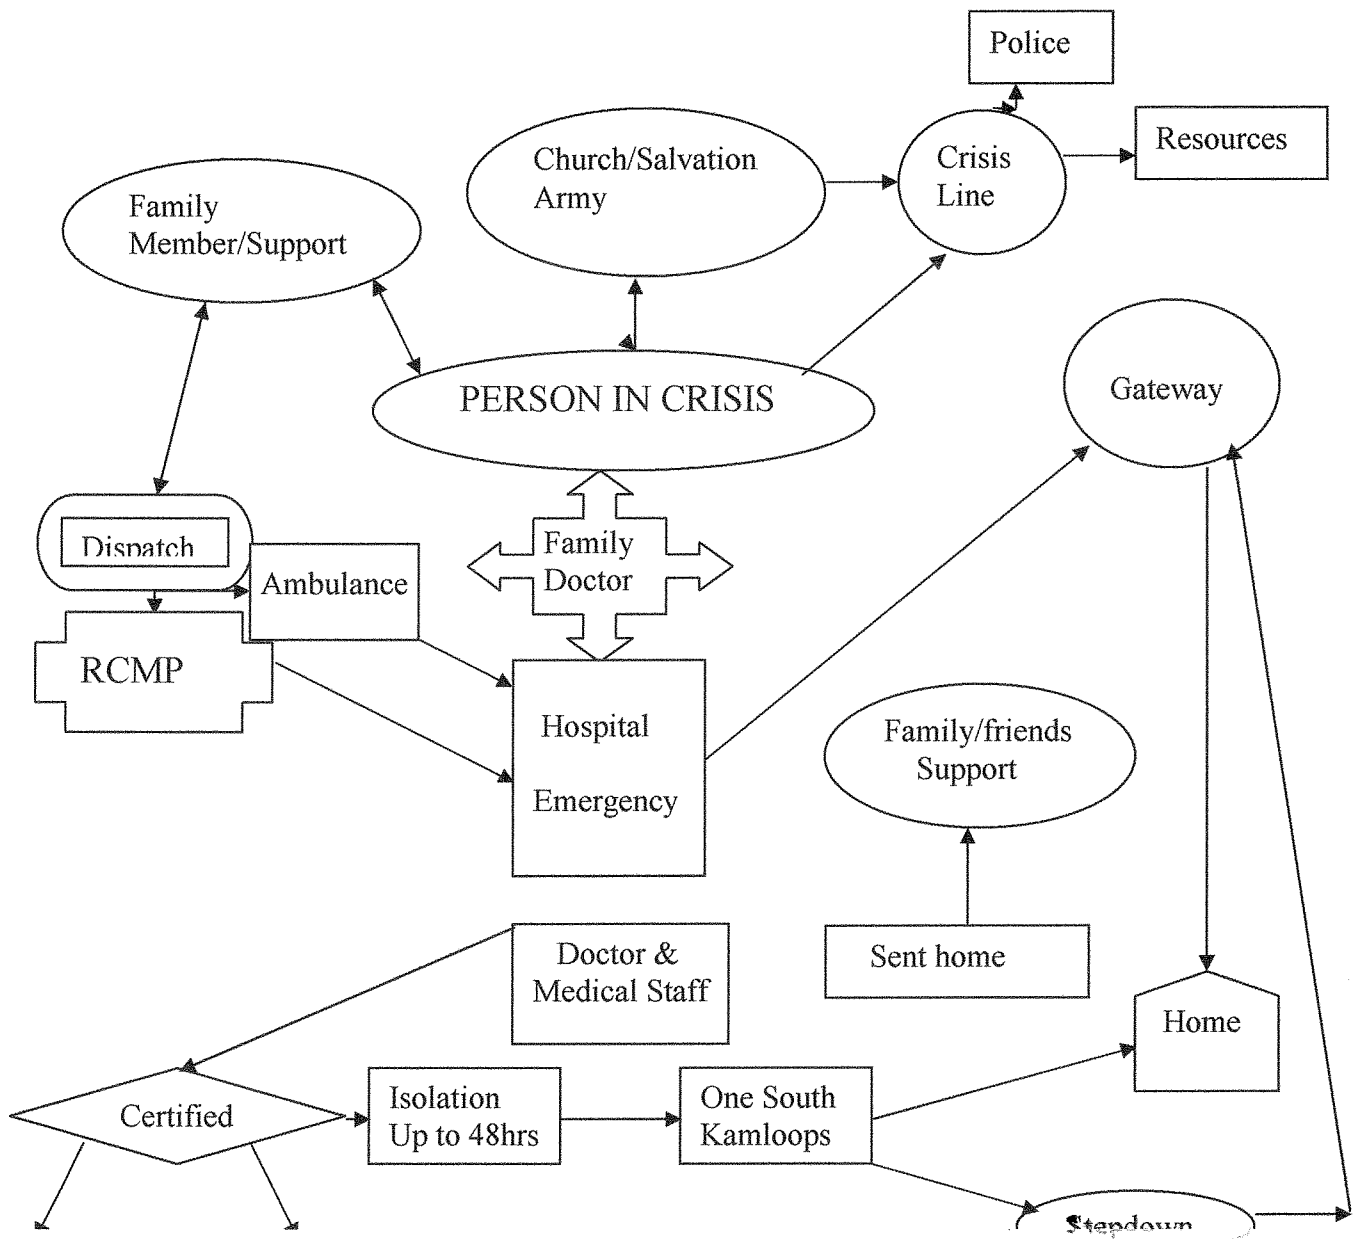 Police
Resources
Church/Salvation
Army
Crisis
Line
Family
Member/Support
Gateway
PERSON IN CRISIS
Dispatch
Ambulance
Family
Doctor
RCMP
Hospital
Emergency
Family/friends
Support
Doctor &
Medical Staff
Sent home
Home
Certified
Isolation
Up to 48hrs
One South
Kamloops
Stepdown